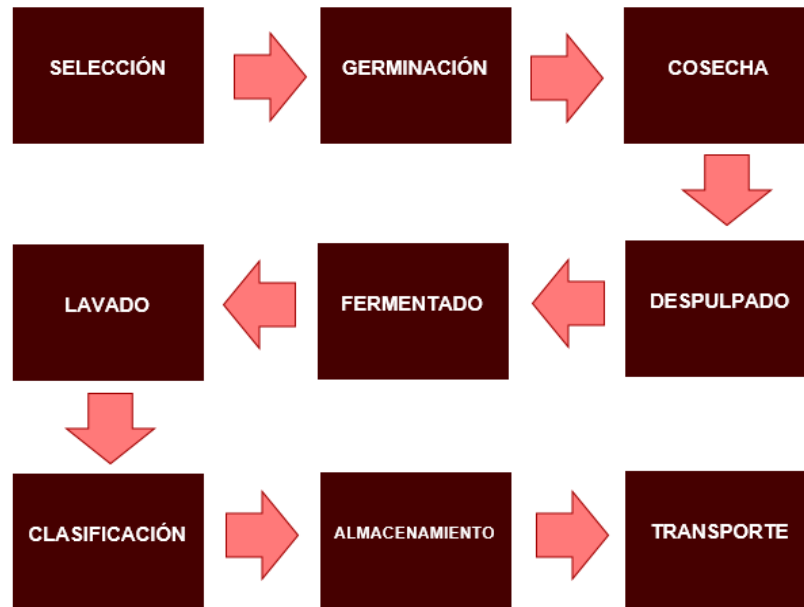 SELECCIÓN
GERMINACIÓN
COSECHA
DESPULPADO
FERMENTADO
LAVADO
CLASIFICACIÓN
ALMACENAMIENTO
TRANSPORTE